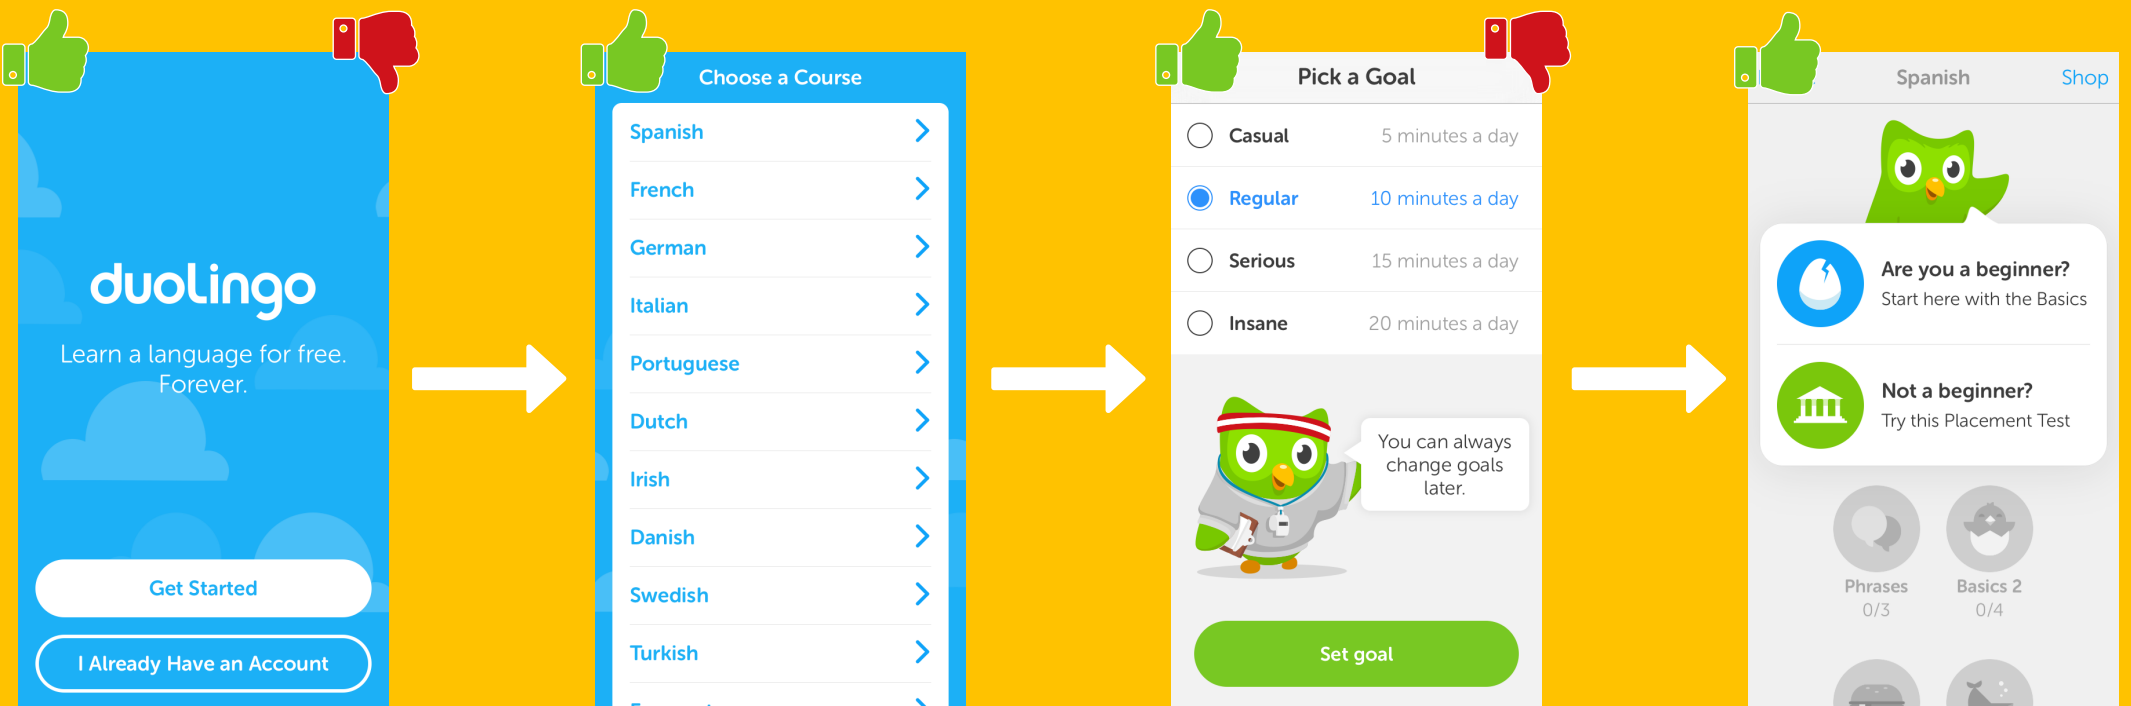 duolingo
Learn a language for free.
Forever.
Get Started
I Already Have an Account
Choose a Course
Spanish
French
German
Italian
Portuguese
Dutch
Irish
Danish
Swedish
Turkish
Pick a Goal
Casual 5 minutes a day
Regular 10 minutes a day
Serious 15 minutes a day
Insane 20 minutes a day
You can always
change goals
later.
Set goal
Spanish Shop
Are you a beginner?
Start here with the Basics
Not a beginner?
Try this Placement Test
Phrases Basics 2
0/3 0/4